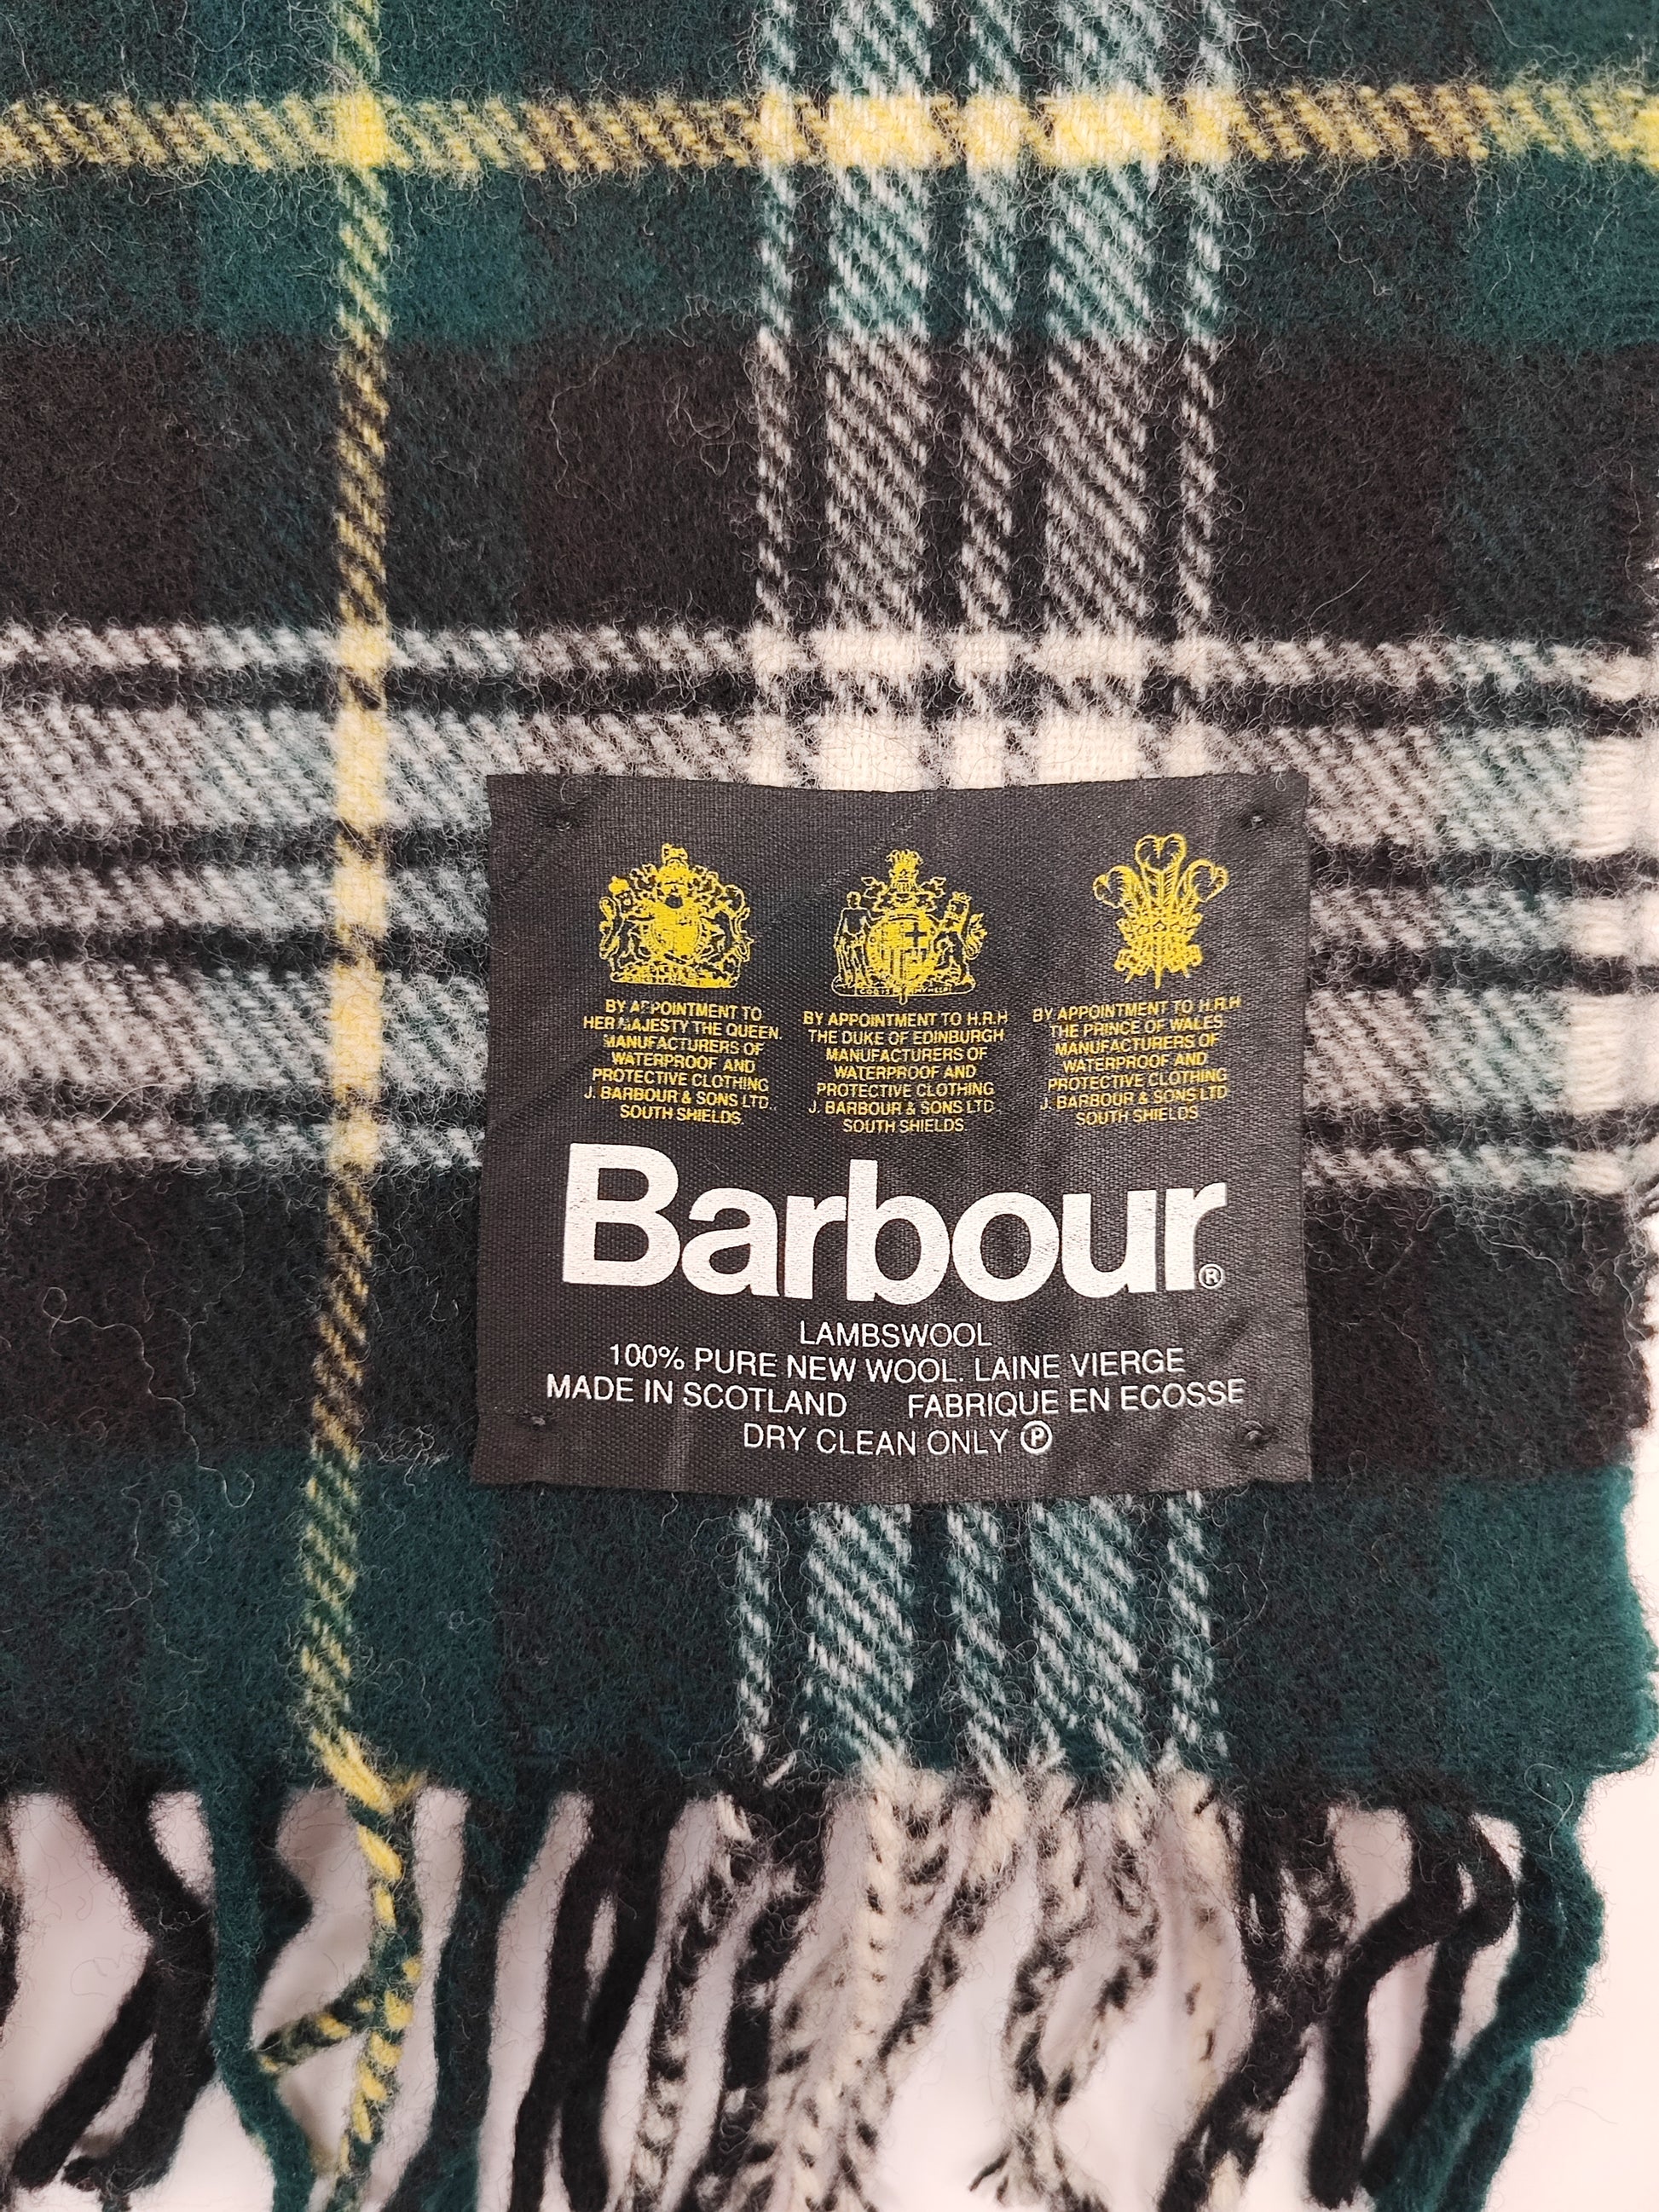 BY APPOINTMENT TO
HER MAJESTY THE QUEEN.
MANUFACTURERS OF
WATERPROOF AND
PROTECTIVE CLOTHING
J. BARBOUR & SONS LTD.,
SOUTH SHIELDS.
BY APPOINTMENT TO H.R.H
THE DUKE OF EDINBURGH
MANUFACTURERS OF
WATERPROOF AND
PROTECTIVE CLOTHING
J. BARBOUR & SONS LTD.
SOUTH SHIELDS.
BY APPOINTMENT TO H.R.H
THE PRINCE OF WALES.
MANUFACTURERS OF
WATERPROOF AND
PROTECTIVE CLOTHING
J. BARBOUR & SONS LTD
SOUTH SHIELDS
Barbour®
LAMBSWOOL
100% PURE NEW WOOL. LAINE VIERGE
MADE IN SCOTLAND FABRIQUE EN ECOSSE
DRY CLEAN ONLY Ⓟ